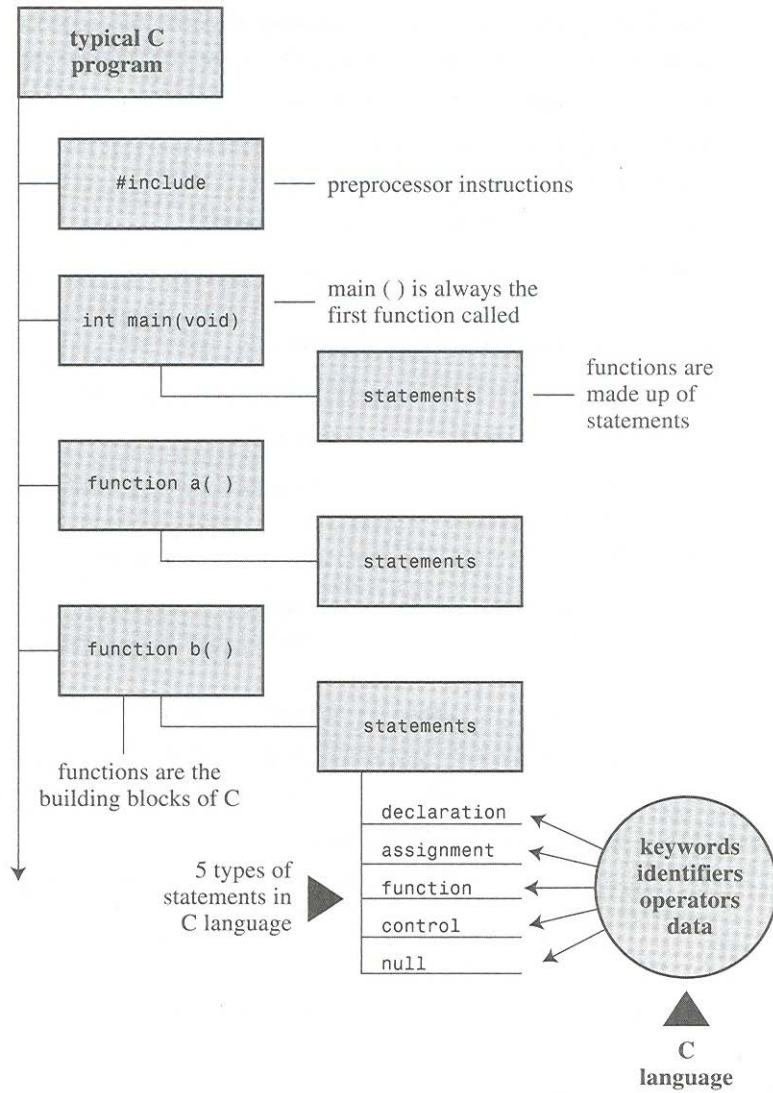 typical C
program
#include
preprocessor instructions
int main(void)
main ( ) is always the
first function called
statements
functions are
made up of
statements
function a( )
statements
function b( )
statements
functions are the
building blocks of C
5 types of
statements in
C language
declaration
assignment
function
control
null
keywords
identifiers
operators
data
C
language